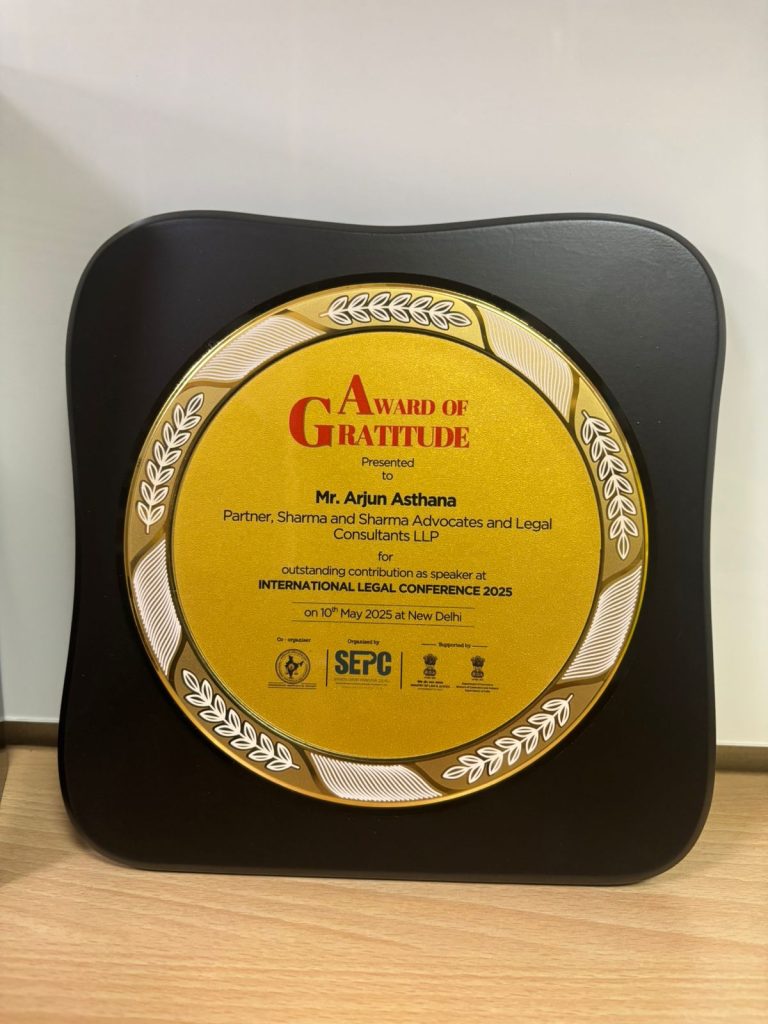 AWARD OF
GRATITUDE
Presented
to
Mr. Arjun Asthana
Partner, Sharma and Sharma Advocates and Legal
Consultants LLP
for
outstanding contribution as speaker at
INTERNATIONAL LEGAL CONFERENCE 2025
on 10th May 2025 at New Delhi
Co - organiser
Organised by
SEPC
Supported by